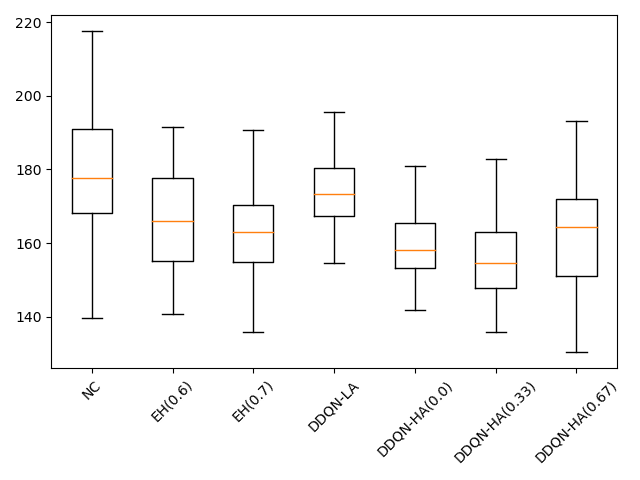 220
200
180
160
140
NC
EH(0.6)
EH(0.7)
DDQN-LA
DDQN-HA(0.0)
DDQN-HA(0.33)
DDQN-HA(0.67)